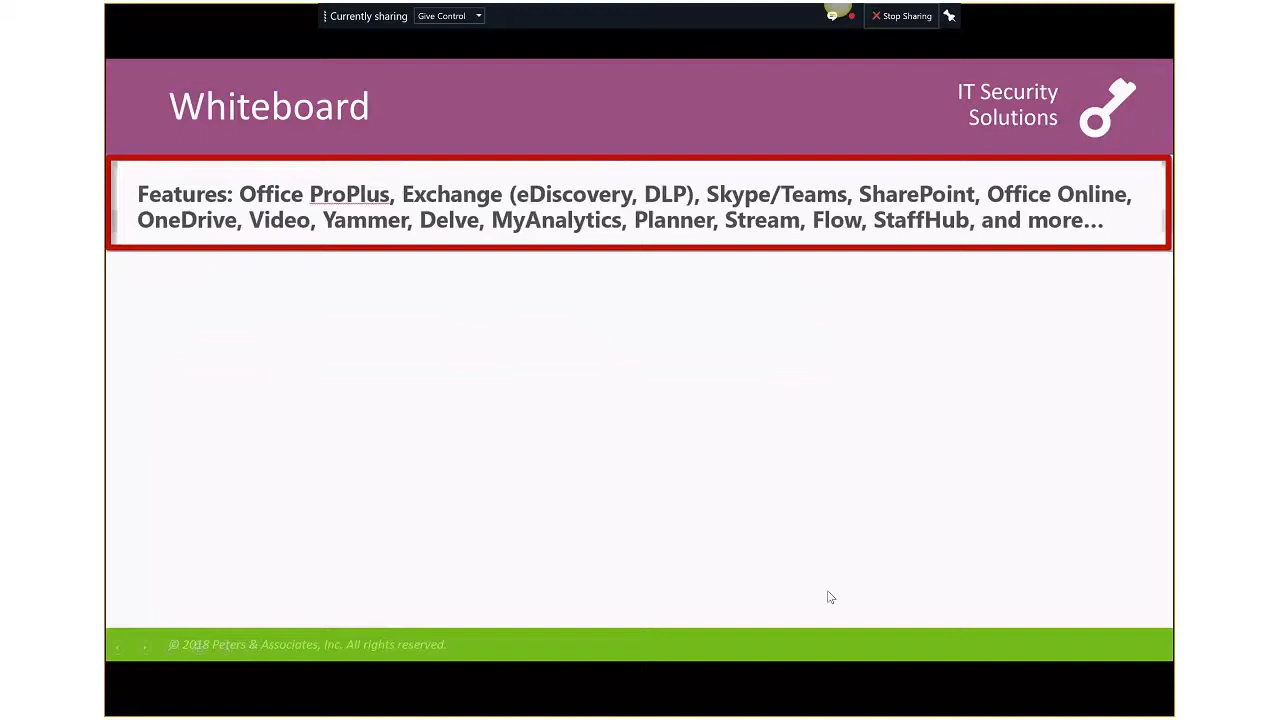 Currently sharing
Give Control
Stop Sharing
Whiteboard
IT Security
Solutions
Features: Office ProPlus, Exchange (eDiscovery, DLP), Skype/Teams, SharePoint, Office Online,
OneDrive, Video, Yammer, Delve, MyAnalytics, Planner, Stream, Flow, StaffHub, and more...
© 2018 Peters & Associates, Inc. All rights reserved.